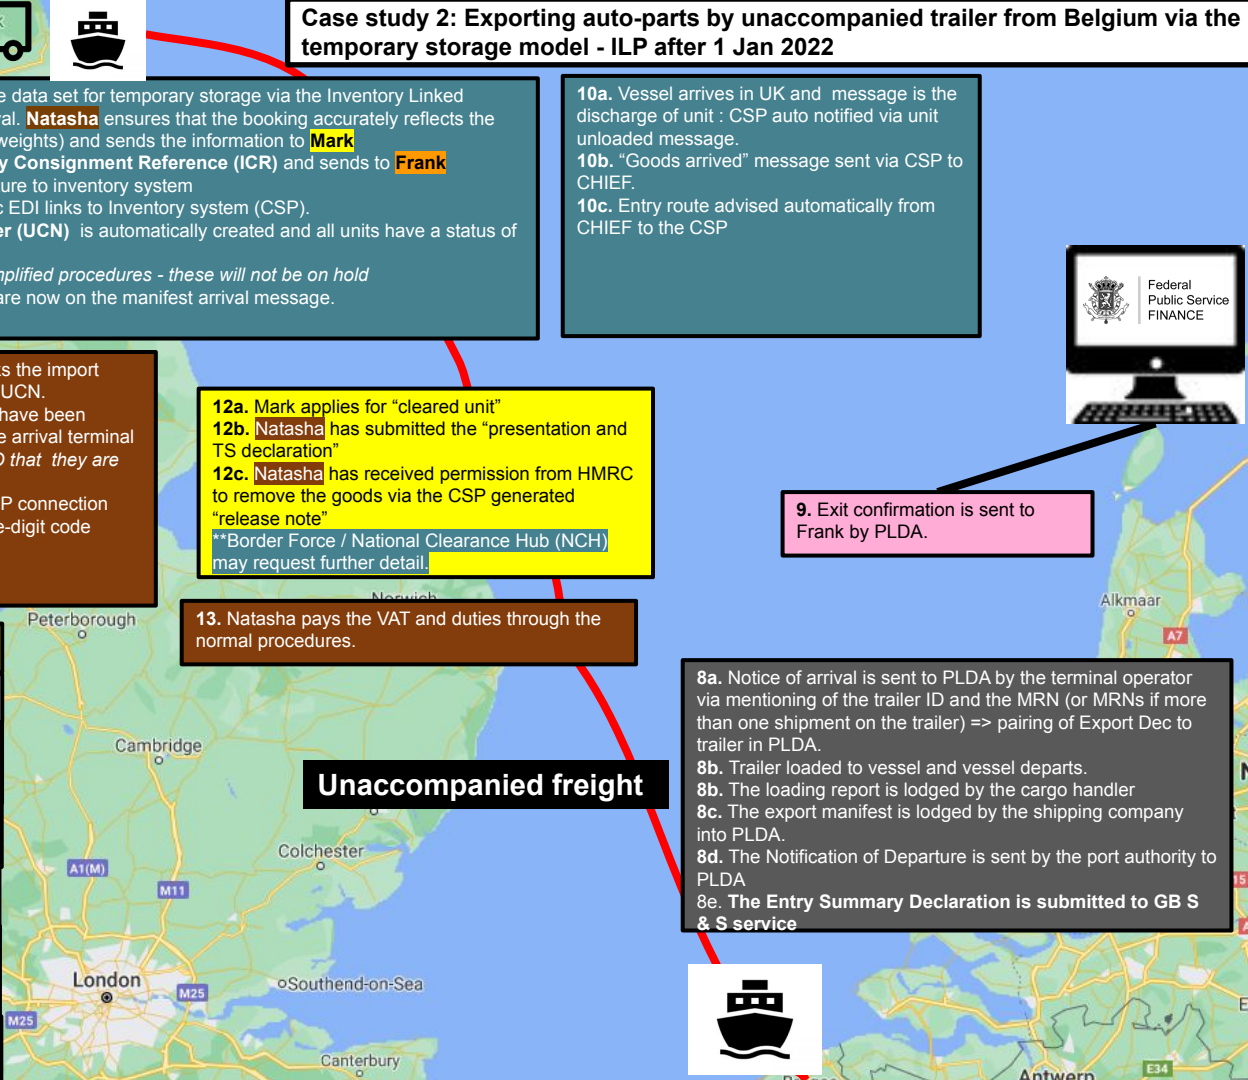 Case study 2: Exporting auto-parts by unaccompanied trailer from Belgium via the
temporary storage model - ILP after 1 Jan 2022
data set for temporary storage via the Inventory Linked
Natasha ensures that the booking accurately reflects the
weights) and sends the information to Mark
Consignment Reference (ICR) and sends to Frank
to inventory system
EDI links to Inventory system (CSP).
(UCN) is automatically created and all units have a status of
procedures - these will not be on hold
are now on the manifest arrival message.
10a. Vessel arrives in UK and message is the
discharge of unit : CSP auto notified via unit
unloaded message.
10b. “Goods arrived” message sent via CSP to
CHIEF.
10c. Entry route advised automatically from
CHIEF to the CSP
Federal
Public Service
FINANCE
the import
UCN.
have been
arrival terminal
that they are
connection
code
12a. Mark applies for “cleared unit”
12b. Natasha has submitted the “presentation and
TS declaration”
12c. Natasha has received permission from HMRC
to remove the goods via the CSP generated
“release note”
**Border Force / National Clearance Hub (NCH)
may request further detail.
9. Exit confirmation is sent to
Frank by PLDA.
Norwich
Peterborough
13. Natasha pays the VAT and duties through the
normal procedures.
Alkmaar
A7
8a. Notice of arrival is sent to PLDA by the terminal operator
via mentioning of the trailer ID and the MRN (or MRNs if more
than one shipment on the trailer) => pairing of Export Dec to
trailer in PLDA.
8b. Trailer loaded to vessel and vessel departs.
8b. The loading report is lodged by the cargo handler
8c. The export manifest is lodged by the shipping company
into PLDA.
8d. The Notification of Departure is sent by the port authority to
PLDA
8e. The Entry Summary Declaration is submitted to GB S
& S service
Cambridge
Unaccompanied freight
Colchester
A1(M)
M11
London
M25
Southend-on-Sea
M25
Canterbury
Antwerp
E34